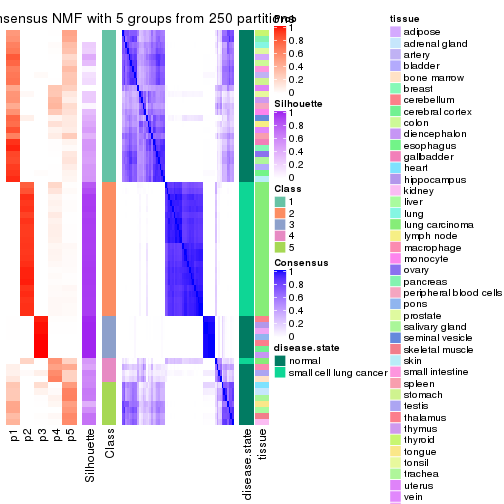 nsensus NMF with 5 groups from 250 partitions
Prop
1
0.8
0.6
0.4
0.2
0
Silhouette
1
0.8
0.6
0.4
0.2
0
Class
1
2
3
4
5
Consensus
1
0.8
0.6
0.4
0.2
0
disease.state
normal
small cell lung cancer
tissue
adipose
adrenal gland
artery
bladder
bone marrow
breast
cerebellum
cerebral cortex
colon
diencephalon
esophagus
gallbadder
heart
hippocampus
kidney
liver
lung
lung carcinoma
lymph node
macrophage
monocyte
ovary
pancreas
peripheral blood cells
pons
prostate
salivary gland
seminal vesicle
skeletal muscle
skin
small intestine
spleen
stomach
testis
thalamus
thymus
thyroid
tongue
tonsil
trachea
uterus
vein
p1
p2
p3
p4
p5
Silhouette
Class
disease.state
tissue